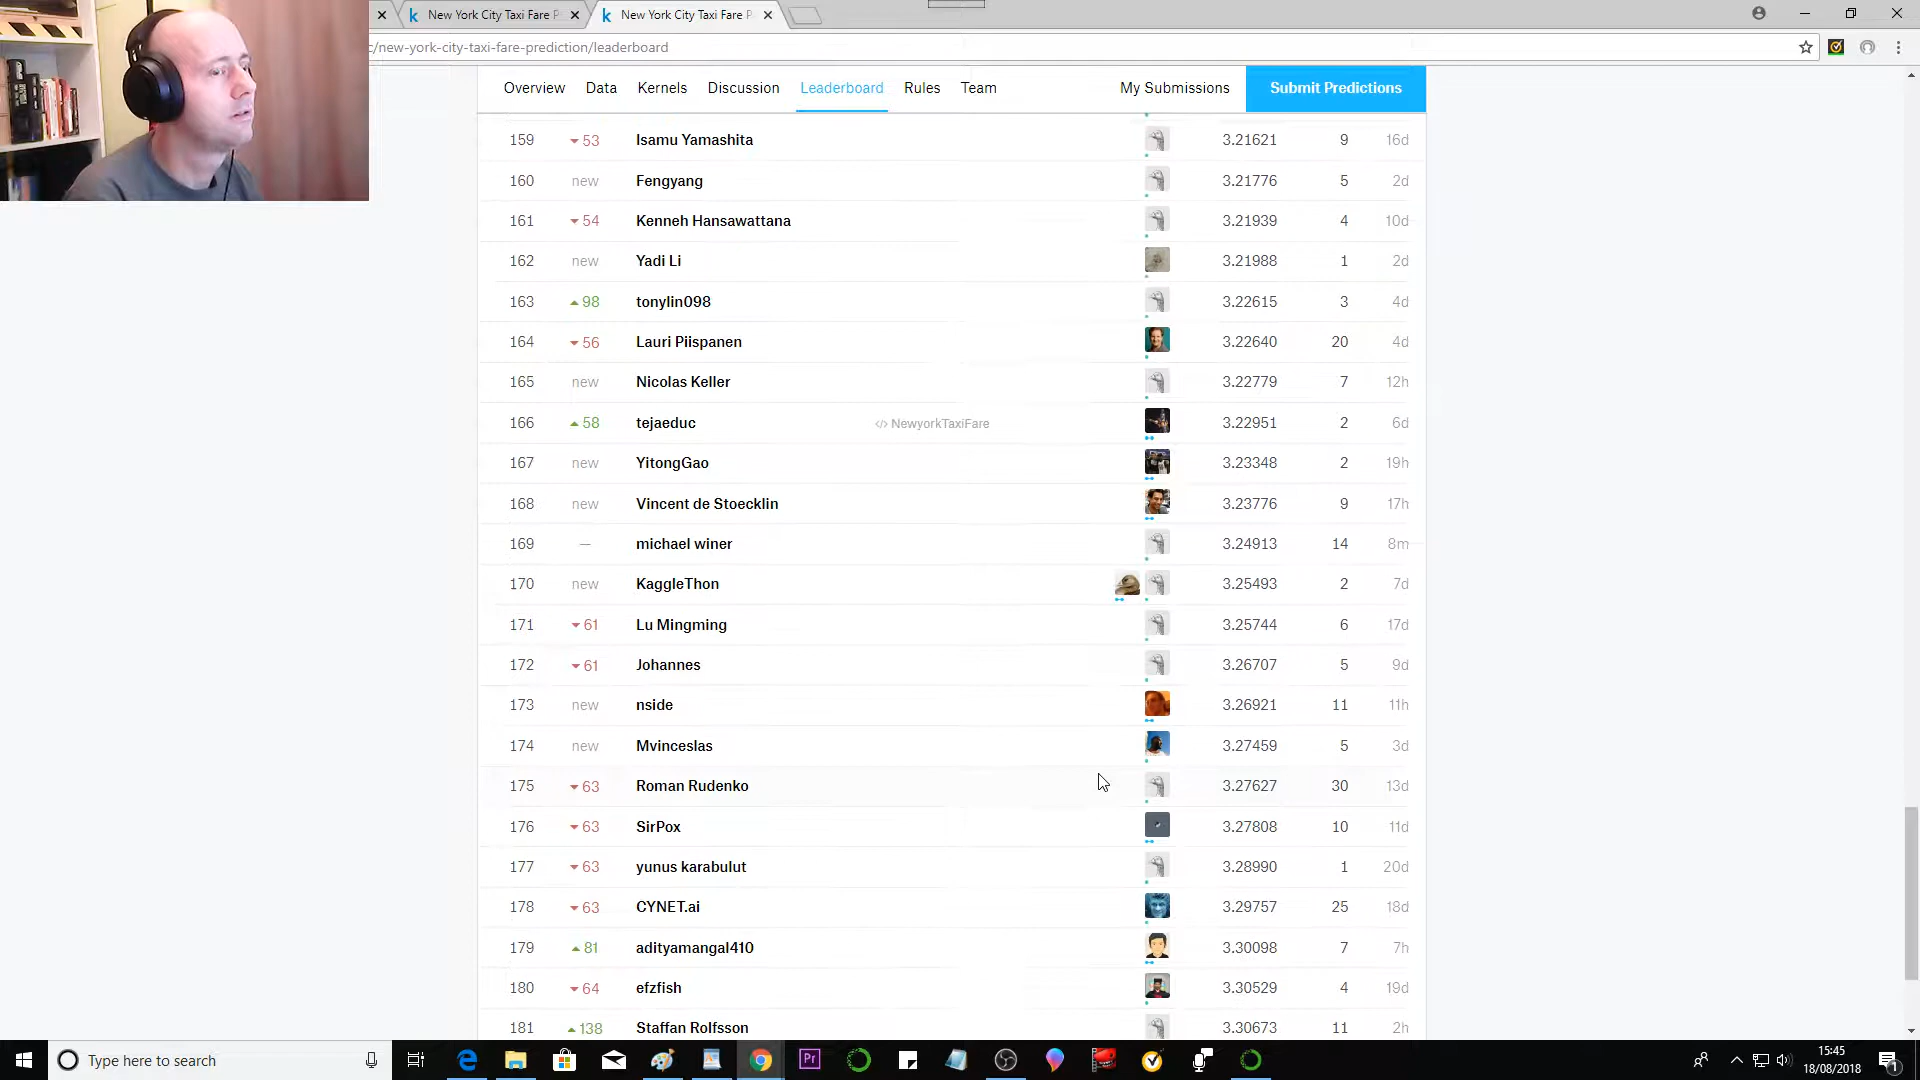 New York City Taxi Fare P
New York City Taxi Fare P
/new-york-city-taxi-fare-prediction/leaderboard
Overview Data Kernels Discussion Leaderboard Rules Team My Submissions Submit Predictions
159 53 Isamu Yamashita 3.21621 9 16d
160 new Fengyang 3.21776 5 2d
161 54 Kenneh Hansawattana 3.21939 4 10d
162 new Yadi Li 3.21988 1 2d
163 98 tonylin098 3.22615 3 4d
164 56 Lauri Piispanen 3.22640 20 4d
165 new Nicolas Keller 3.22779 7 12h
166 58 tejaeduc </> NewyorkTaxiFare 3.22951 2 6d
167 new YitongGao 3.23348 2 19h
168 new Vincent de Stoecklin 3.23776 9 17h
169 — michael winer 3.24913 14 8m
170 new KaggleThon 3.25493 2 7d
171 61 Lu Mingming 3.25744 6 17d
172 61 Johannes 3.26707 5 9d
173 new nside 3.26921 11 11h
174 new Mvinceslas 3.27459 5 3d
175 63 Roman Rudenko 3.27627 30 13d
176 63 SirPox 3.27808 10 11d
177 63 yunus karabulut 3.28990 1 20d
178 63 CYNET.ai 3.29757 25 18d
179 81 adityamangal410 3.30098 7 7h
180 64 efzfish 3.30529 4 19d
181 138 Staffan Rolfsson 3.30673 11 2h
Type here to search
Pr
15:45
18/08/2018
1